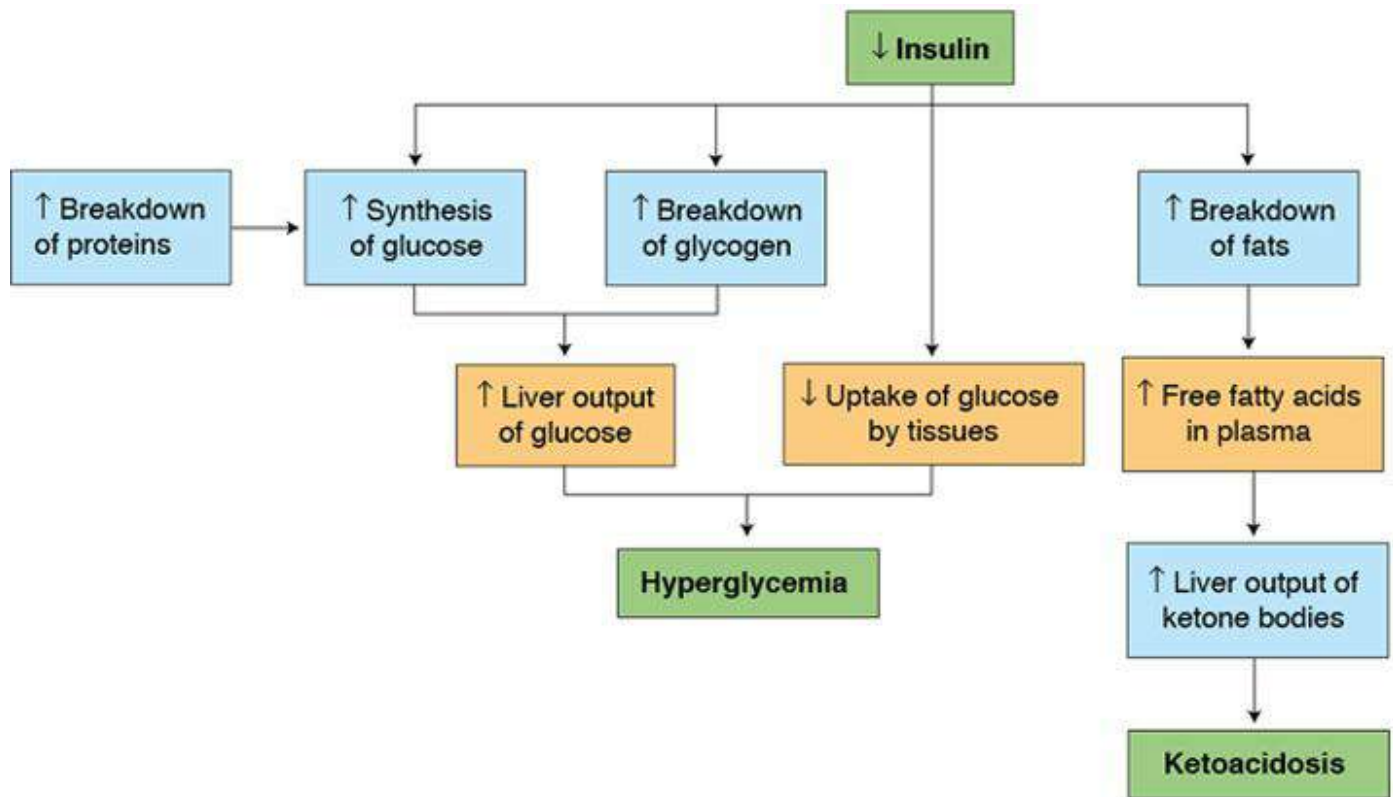 ↓ Insulin
↑ Breakdown
of proteins
↑ Synthesis
of glucose
↑ Breakdown
of glycogen
↑ Breakdown
of fats
↑ Liver output
of glucose
↓ Uptake of glucose
by tissues
↑ Free fatty acids
in plasma
Hyperglycemia
↑ Liver output of
ketone bodies
Ketoacidosis